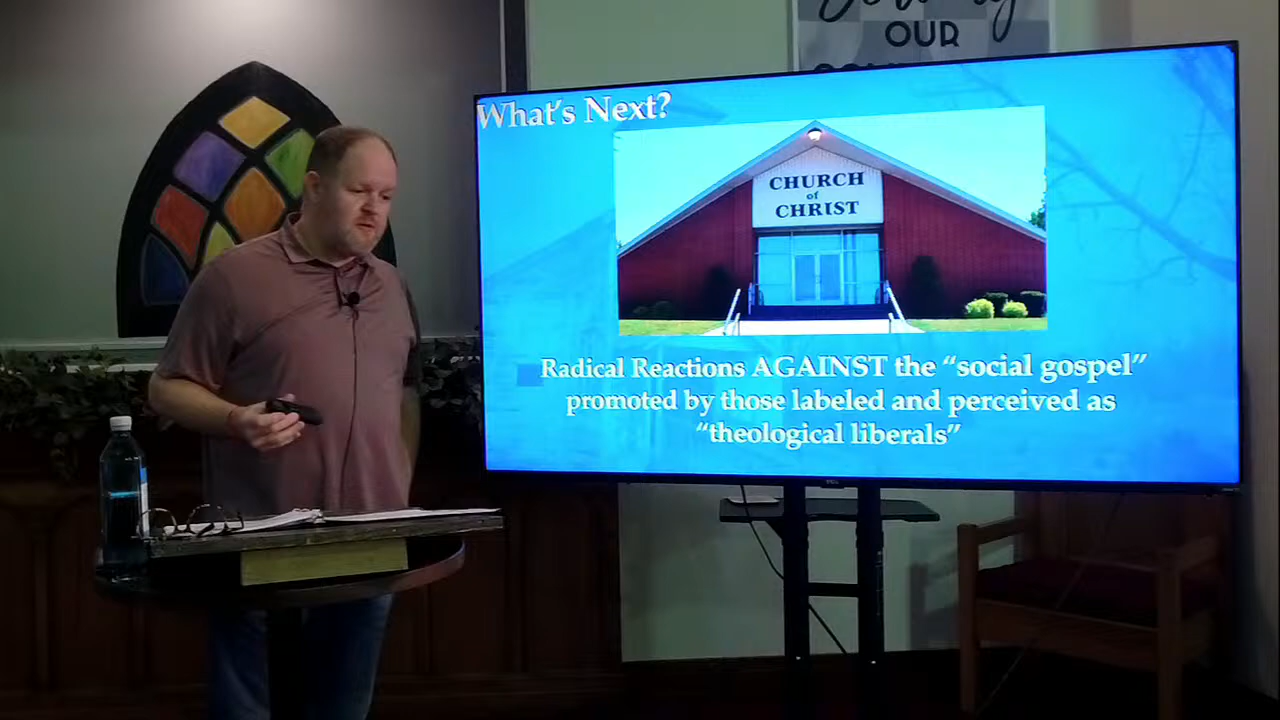 OUR
What's Next?
CHURCH
of
CHRIST
Radical Reactions AGAINST the “social gospel”
promoted by those labeled and perceived as
“theological liberals”